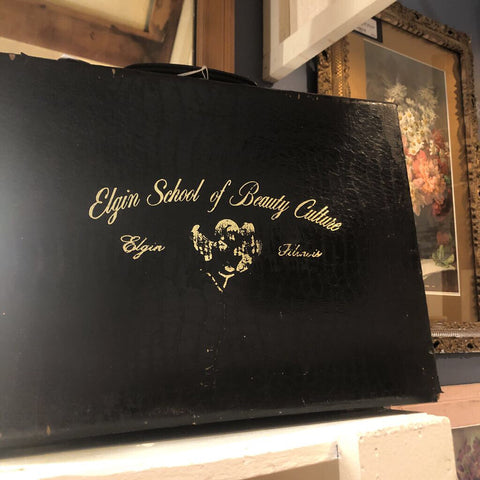 Elgin School of Beauty Culture
Elgin Illinois